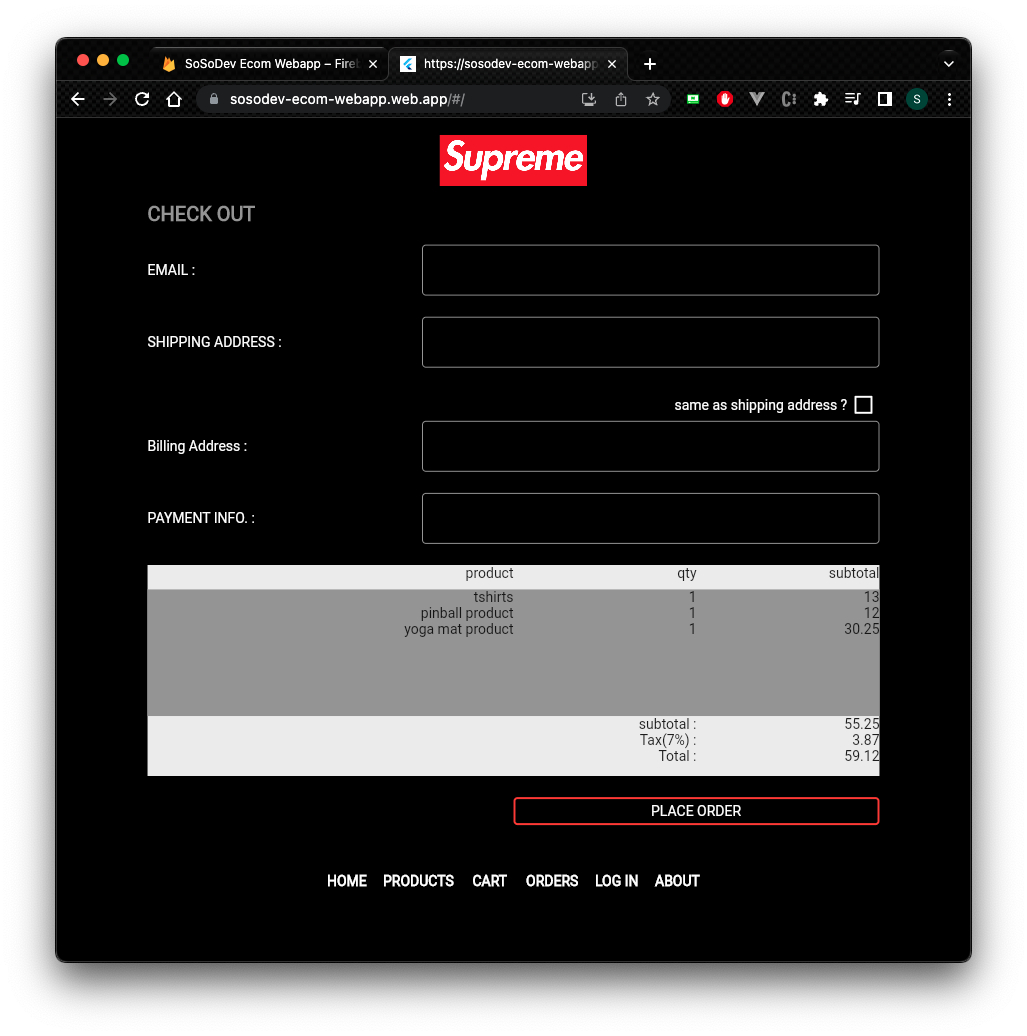 SoSoDev Ecom Webapp – Fire
https://sosodev-ecom-webapp
sosodev-ecom-webapp.web.app/#/
S
Supreme
CHECK OUT
EMAIL :
SHIPPING ADDRESS :
same as shipping address ?
Billing Address :
PAYMENT INFO. :
product qty subtotal
tshirts 1 13
pinball product 1 12
yoga mat product 1 30.25
subtotal : 55.25
Tax(7%) : 3.87
Total : 59.12
PLACE ORDER
HOME PRODUCTS CART ORDERS LOG IN ABOUT